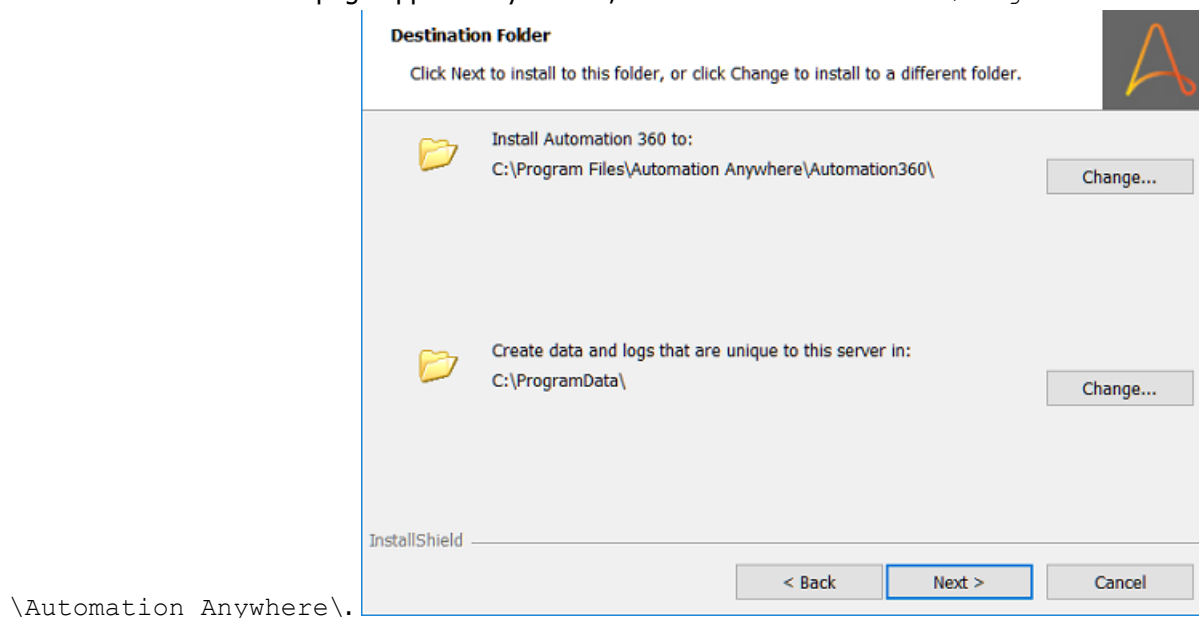 Destination Folder
Click Next to install to this folder, or click Change to install to a different folder.
Install Automation 360 to:
C:\Program Files\Automation Anywhere\Automation360\
Change...
Create data and logs that are unique to this server in:
C:\ProgramData\
Change...
InstallShield
< Back
Next >
Cancel
\Automation Anywhere\.